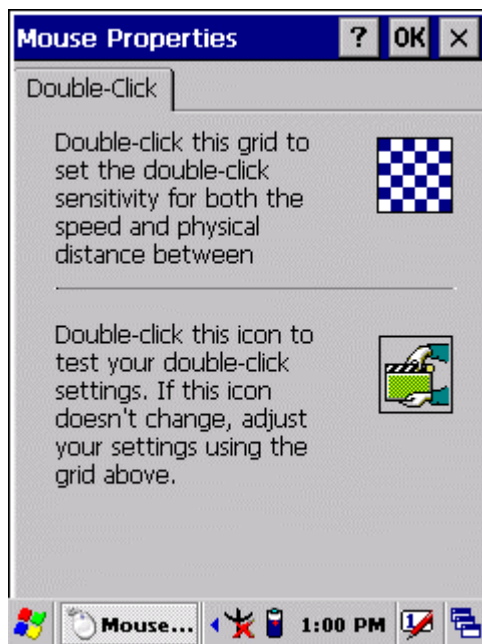 Mouse Properties ? OK ×
Double-Click
Double-click this grid to
set the double-click
sensitivity for both the
speed and physical
distance between
Double-click this icon to
test your double-click
settings. If this icon
doesn't change, adjust
your settings using the
grid above.
Mouse... 1:00 PM